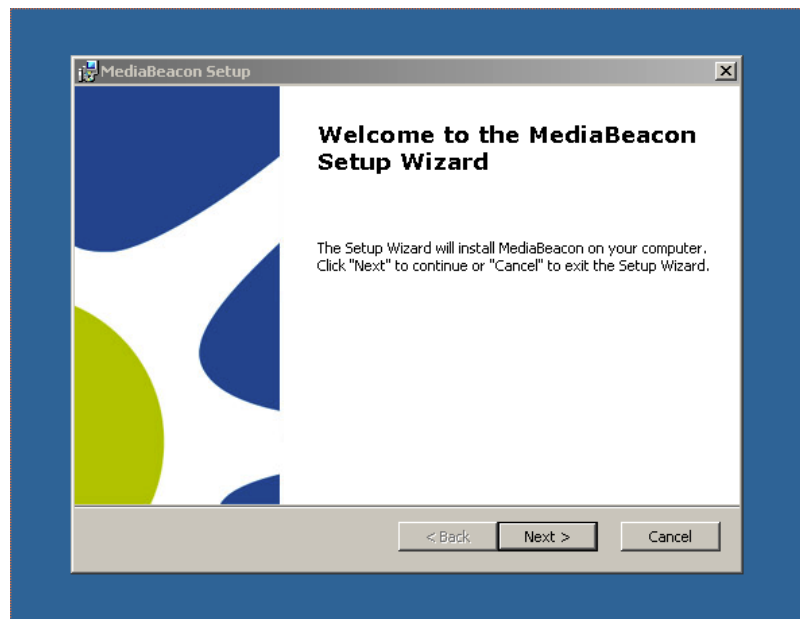 MediaBeacon Setup
Welcome to the MediaBeacon
Setup Wizard
The Setup Wizard will install MediaBeacon on your computer.
Click "Next" to continue or "Cancel" to exit the Setup Wizard.
< Back Next > Cancel